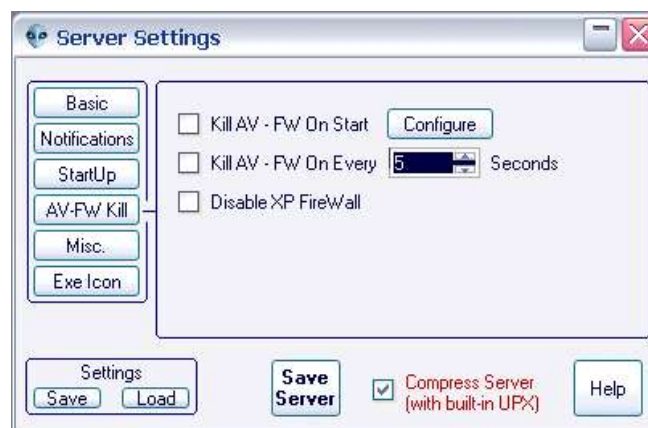 Server Settings
Basic
Notifications
StartUp
AV-FW Kill
Misc.
Exe Icon
Kill AV - FW On Start Configure
Kill AV - FW On Every 5 Seconds
Disable XP FireWall
Settings
Save Load
Save
Server
Compress Server
(with built-in UPX)
Help